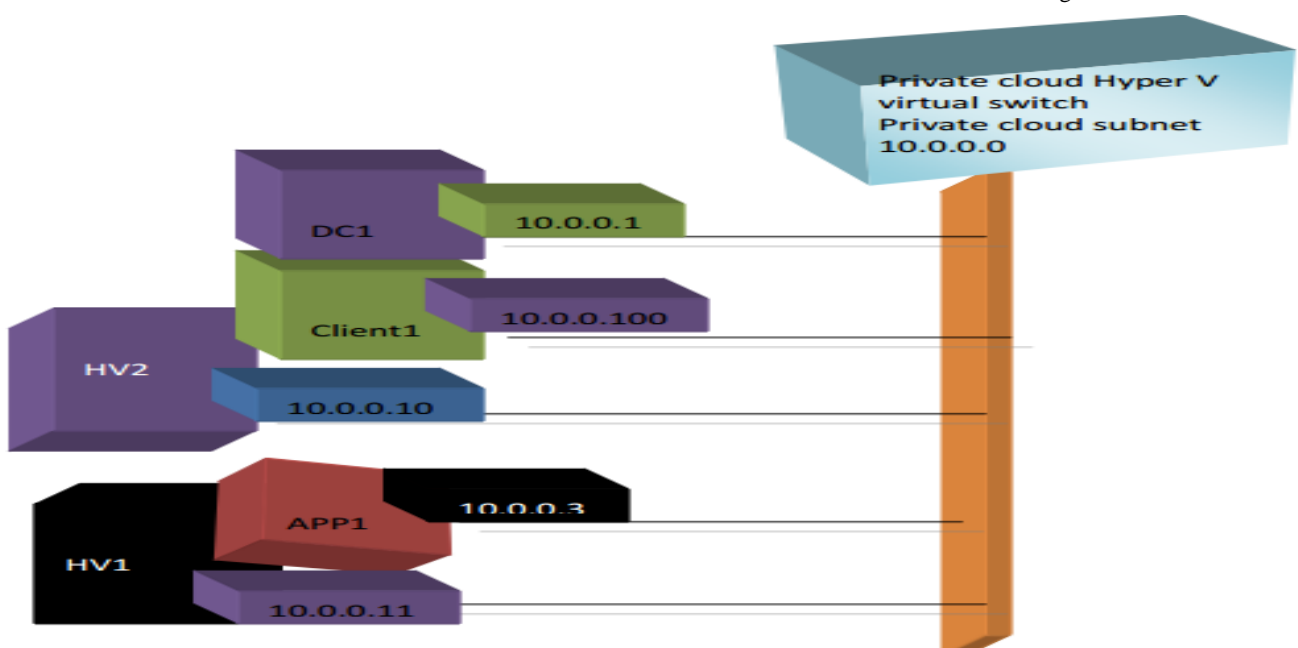 Private cloud Hyper V
virtual switch
Private cloud subnet
10.0.0.0
DC1
10.0.0.1
Client1
10.0.0.100
HV2
10.0.0.10
APP1
10.0.0.3
HV1
10.0.0.11